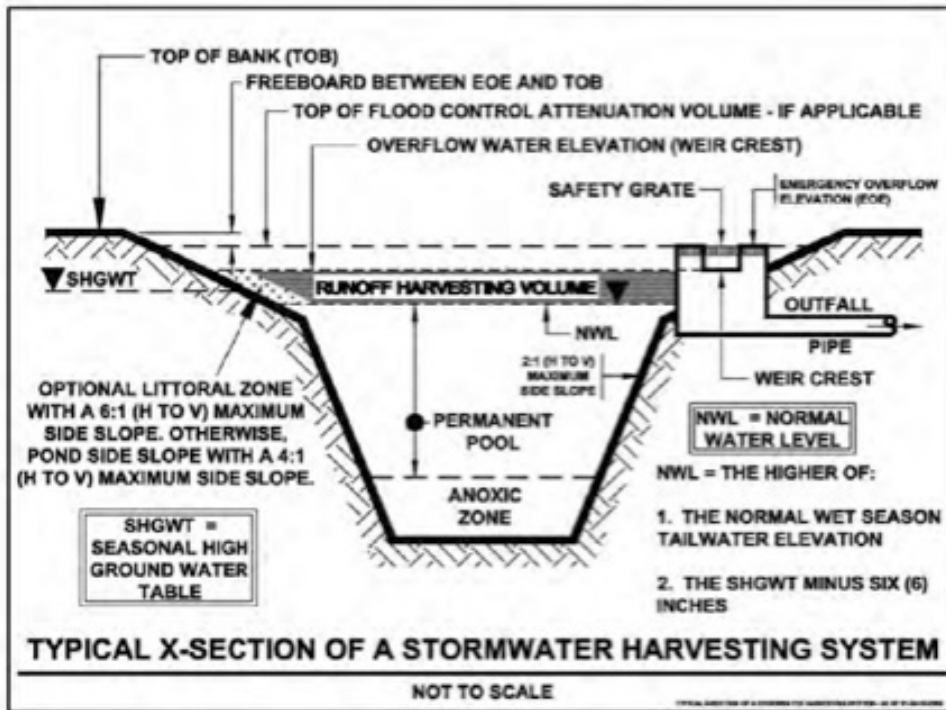 TOP OF BANK (TOB)
FREEBOARD BETWEEN EOE AND TOB
TOP OF FLOOD CONTROL ATTENUATION VOLUME - IF APPLICABLE
OVERFLOW WATER ELEVATION (WEIR CREST)
SAFETY GRATE
EMERGENCY OVERFLOW
ELEVATION (EOE)
SHGWT
RUNOFF HARVESTING VOLUME
OUTFALL
PIPE
NWL
2:1 (H TO V)
MAXIMUM
SIDE SLOPE
WEIR CREST
OPTIONAL LITTORAL ZONE
WITH A 6:1 (H TO V) MAXIMUM
SIDE SLOPE. OTHERWISE,
POND SIDE SLOPE WITH A 4:1
(H TO V) MAXIMUM SIDE SLOPE.
PERMANENT
POOL
NWL = NORMAL
WATER LEVEL
ANOXIC
ZONE
NWL = THE HIGHER OF:
1. THE NORMAL WET SEASON
TAILWATER ELEVATION
2. THE SHGWT MINUS SIX (6)
INCHES
SHGWT =
SEASONAL HIGH
GROUND WATER
TABLE
TYPICAL X-SECTION OF A STORMWATER HARVESTING SYSTEM
NOT TO SCALE